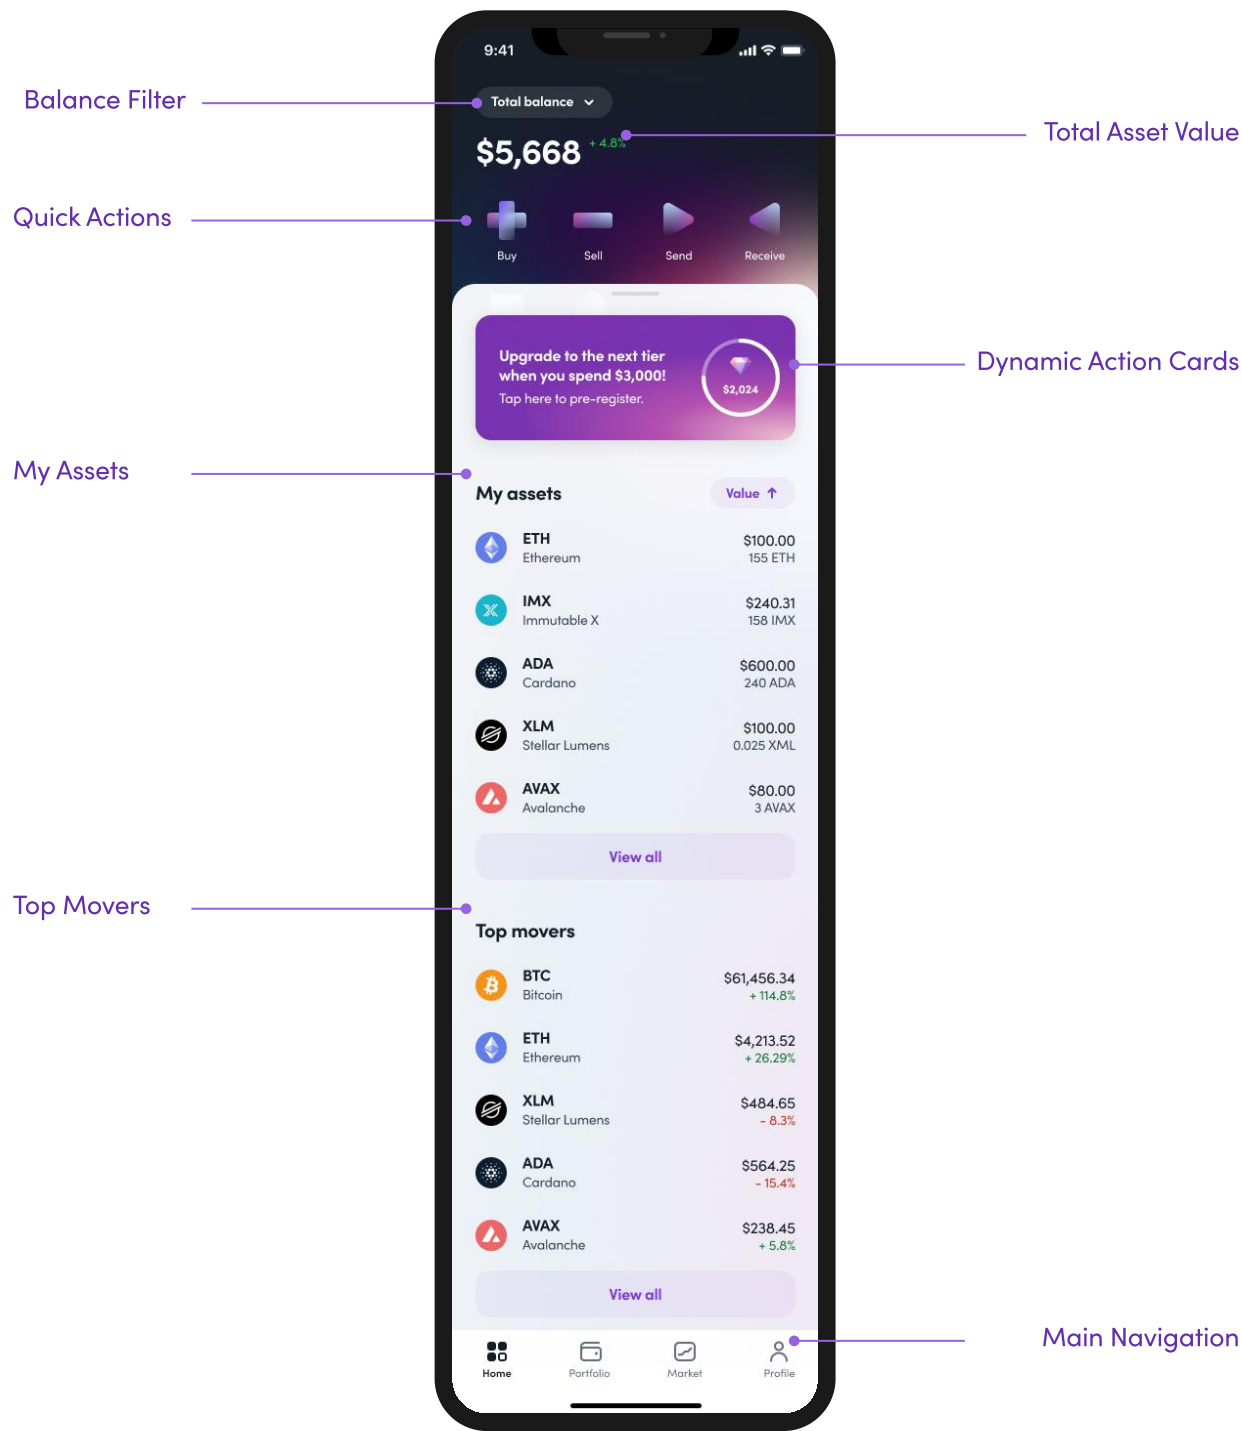 9:41
Balance Filter
Total balance
Total Asset Value
$5,668 + 4.8%
Quick Actions
Buy Sell Send Receive
Upgrade to the next tier
when you spend $3,000!
Tap here to pre-register.
$2,024
Dynamic Action Cards
My Assets
My assets Value ↑
ETH $100.00
Ethereum 155 ETH
IMX $240.31
Immutable X 158 IMX
ADA $600.00
Cardano 240 ADA
XLM $100.00
Stellar Lumens 0.025 XML
AVAX $80.00
Avalanche 3 AVAX
View all
Top Movers
Top movers
BTC $61,456.34
Bitcoin + 114.8%
ETH $4,213.52
Ethereum + 26.29%
XLM $484.65
Stellar Lumens - 8.3%
ADA $564.25
Cardano - 15.4%
AVAX $238.45
Avalanche + 5.8%
View all
Main Navigation
Home Portfolio Market Profile